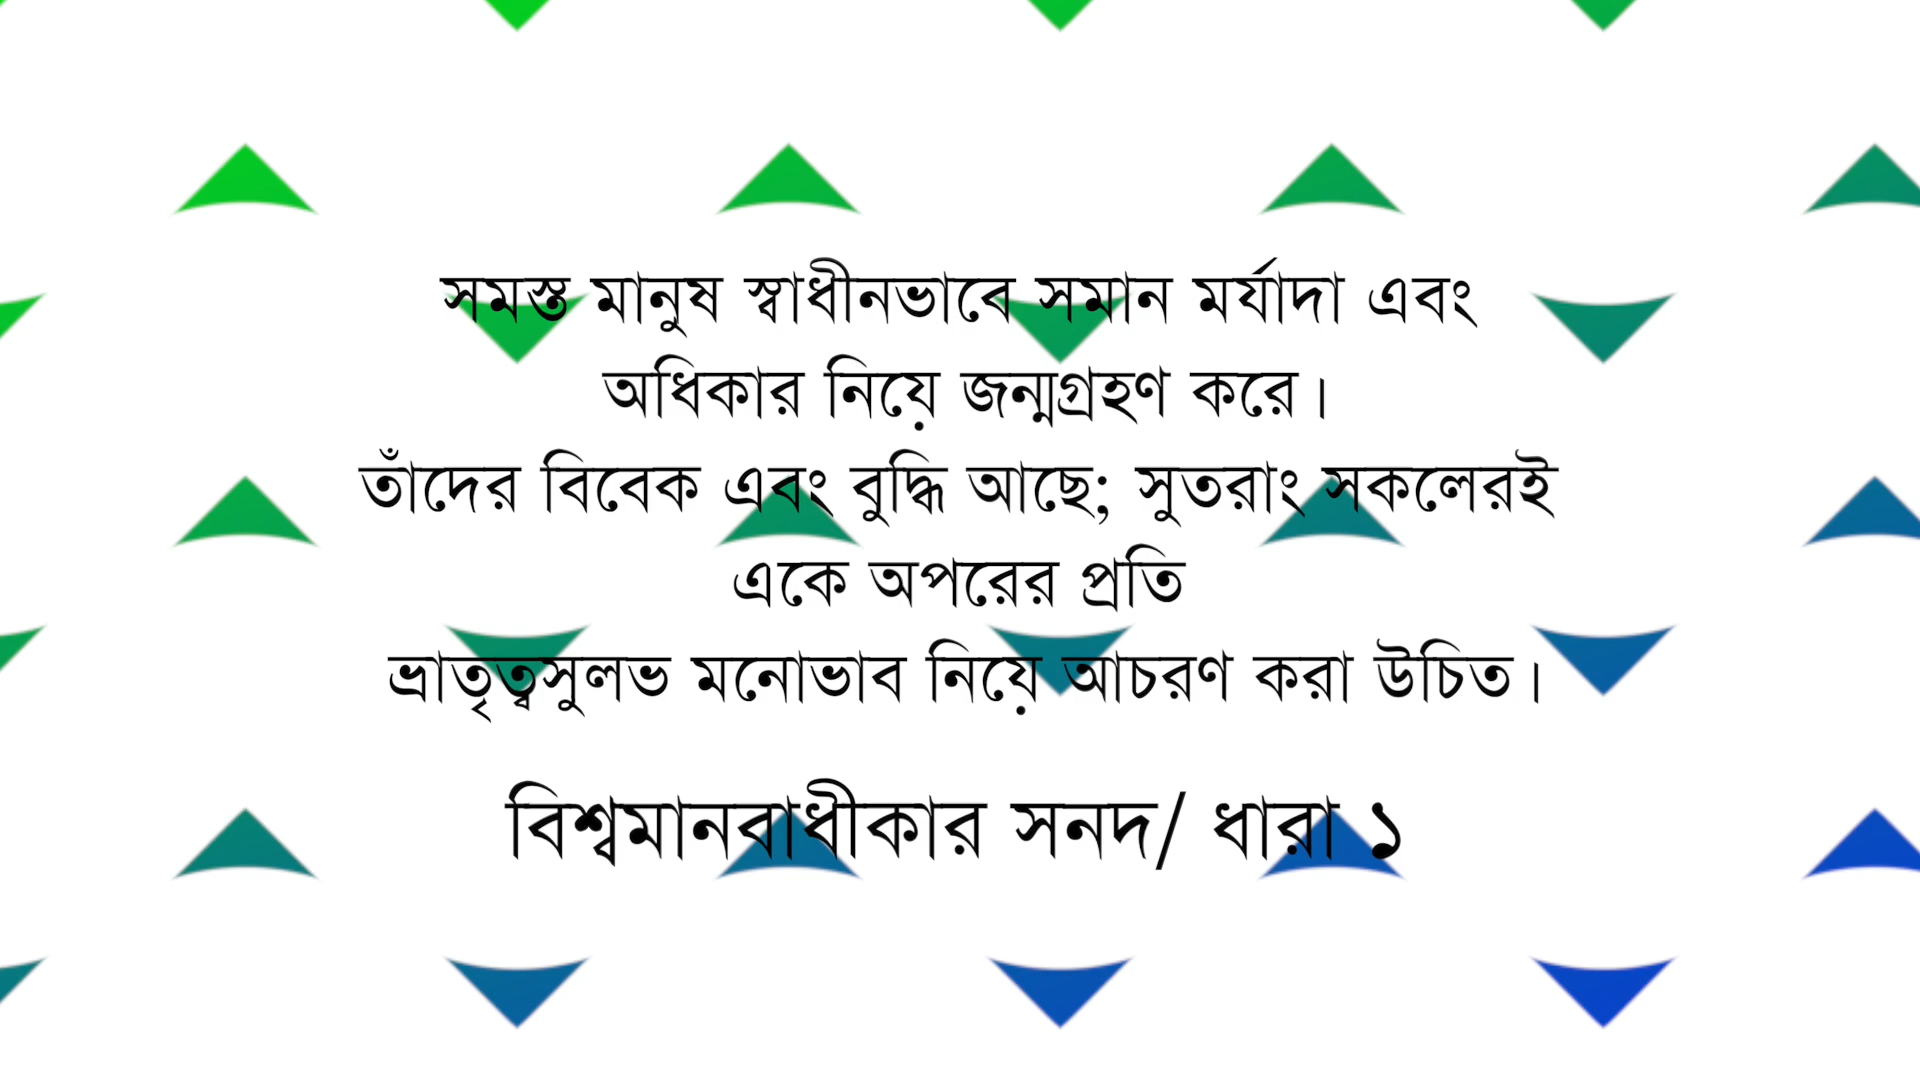 সমস্ত মানুষ স্বাধীনভাবে সমান মর্যাদা এবং
অধিকার নিয়ে জন্মগ্রহণ করে।
তাঁদের বিবেক এবং বুদ্ধি আছে; সুতরাং সকলেরই
একে অপরের প্রতি
ভ্রাতৃত্বসুলভ মনোভাব নিয়ে আচরণ করা উচিত।
বিশ্বমানবাধীকার সনদ/ ধারা ১